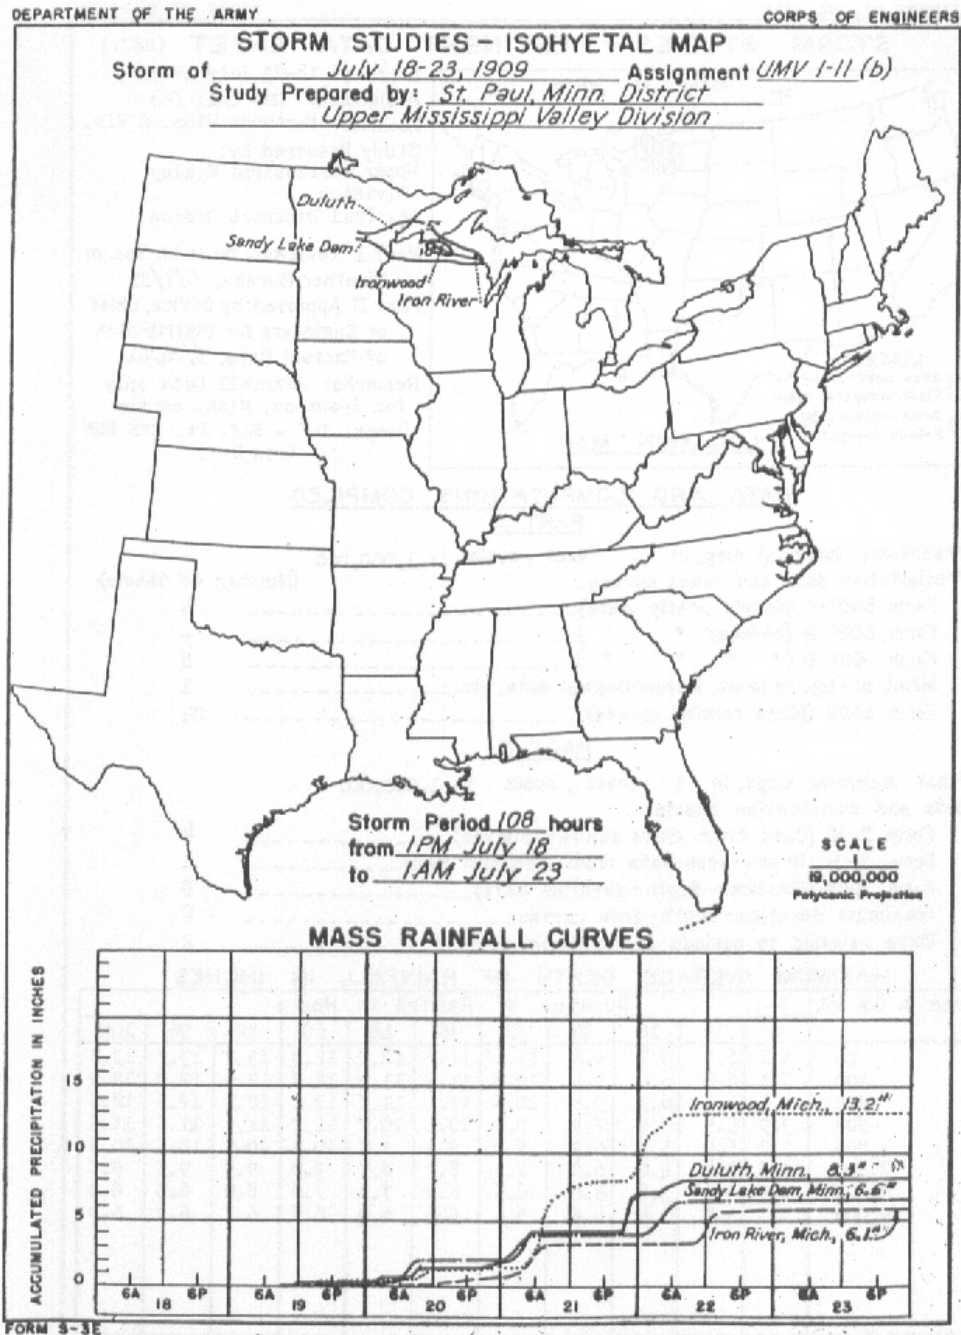 DEPARTMENT OF THE ARMY CORPS OF ENGINEERS
STORM STUDIES - ISOHYETAL MAP
Storm of July 18-23, 1909 Assignment UMV 1-11 (b)
Study Prepared by: St. Paul, Minn. District
Upper Mississippi Valley Division
Duluth
Sandy Lake Dam
Ironwood
Iron River
Storm Period 108 hours
from 1PM July 18
to 1AM July 23
SCALE
1
19,000,000
Polyconic Projection
MASS RAINFALL CURVES
ACCUMULATED PRECIPITATION IN INCHES
15
10
5
0
Ironwood, Mich., 13.2"
Duluth, Minn., 8.3"
Sandy Lake Dam, Minn., 6.6"
Iron River, Mich., 6.1"
6A 6P 6A 6P 6A 6P 6A 6P 6A 6P 6A 6P
18 19 20 21 22 23
FORM S-3E